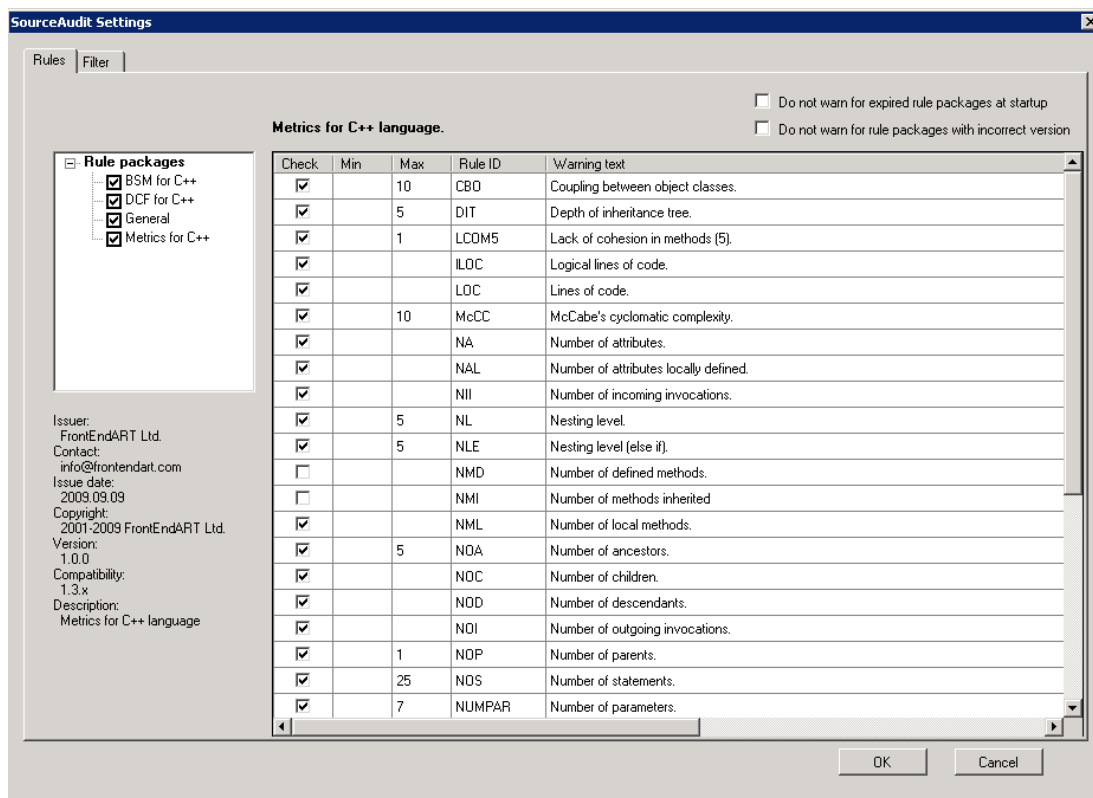 SourceAudit Settings
Rules Filter
Do not warn for expired rule packages at startup
Metrics for C++ language.
Do not warn for rule packages with incorrect version
Rule packages
BSM for C++
DCF for C++
General
Metrics for C++
Issuer:
FrontEndART Ltd.
Contact:
info@frontendart.com
Issue date:
2009.09.09
Copyright:
2001-2009 FrontEndART Ltd.
Version:
1.0.0
Compatibility:
1.3.x
Description:
Metrics for C++ language
Check Min Max Rule ID Warning text
10 CBO Coupling between object classes.
5 DIT Depth of inheritance tree.
1 LCOM5 Lack of cohesion in methods (5).
lLOC Logical lines of code.
LOC Lines of code.
10 McCC McCabe's cyclomatic complexity.
NA Number of attributes.
NAL Number of attributes locally defined.
NII Number of incoming invocations.
5 NL Nesting level.
5 NLE Nesting level (else if).
NMD Number of defined methods.
NMI Number of methods inherited
NML Number of local methods.
5 NOA Number of ancestors.
NOC Number of children.
NOD Number of descendants.
NOI Number of outgoing invocations.
1 NOP Number of parents.
25 NOS Number of statements.
7 NUMPAR Number of parameters.
OK Cancel